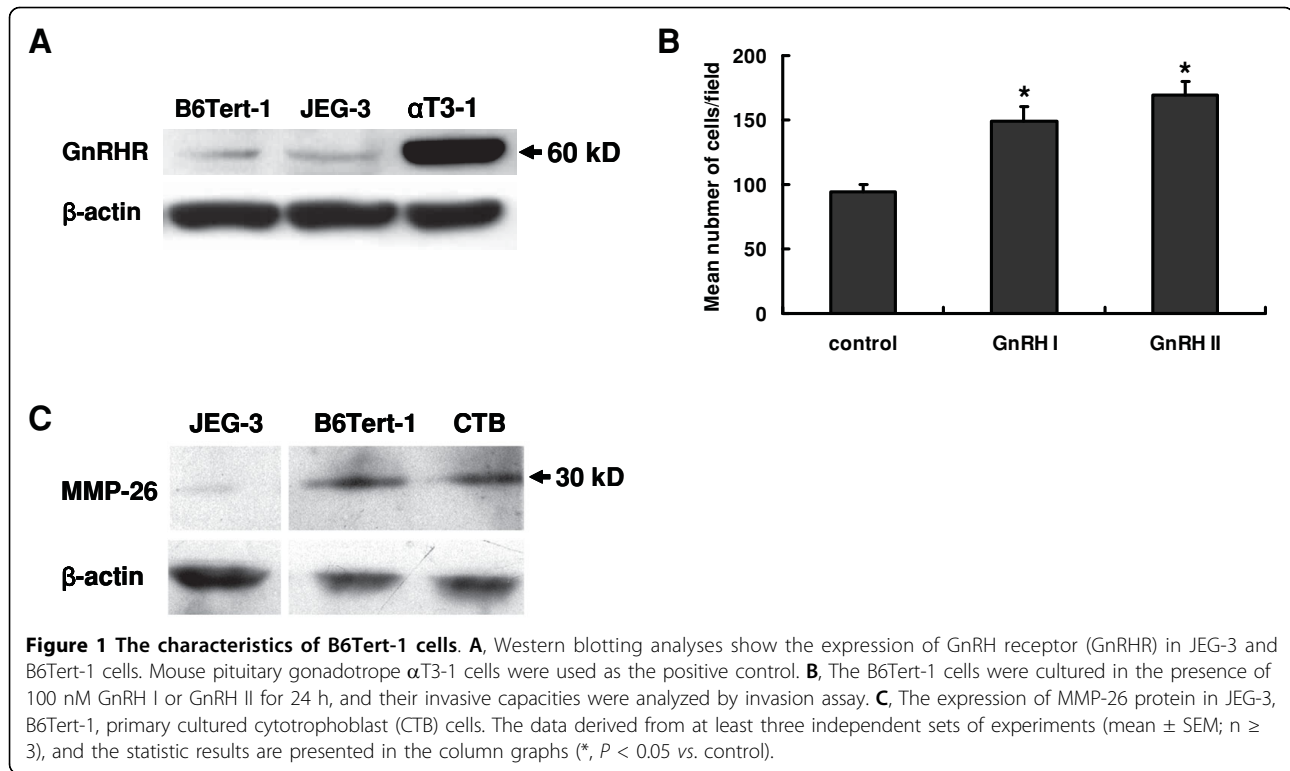 A
B6Tert-1 JEG-3 αT3-1
GnRHR
60 kD
β-actin
B
Mean nubmer of cells/field
200
150
100
50
0
*
*
control GnRH I GnRH II
C
JEG-3 B6Tert-1 CTB
MMP-26
30 kD
β-actin
Figure 1 The characteristics of B6Tert-1 cells. A, Western blotting analyses show the expression of GnRH receptor (GnRHR) in JEG-3 and
B6Tert-1 cells. Mouse pituitary gonadotrope αT3-1 cells were used as the positive control. B, The B6Tert-1 cells were cultured in the presence of
100 nM GnRH I or GnRH II for 24 h, and their invasive capacities were analyzed by invasion assay. C, The expression of MMP-26 protein in JEG-3,
B6Tert-1, primary cultured cytotrophoblast (CTB) cells. The data derived from at least three independent sets of experiments (mean ± SEM; n ≥
3), and the statistic results are presented in the column graphs (*, P < 0.05 vs. control).